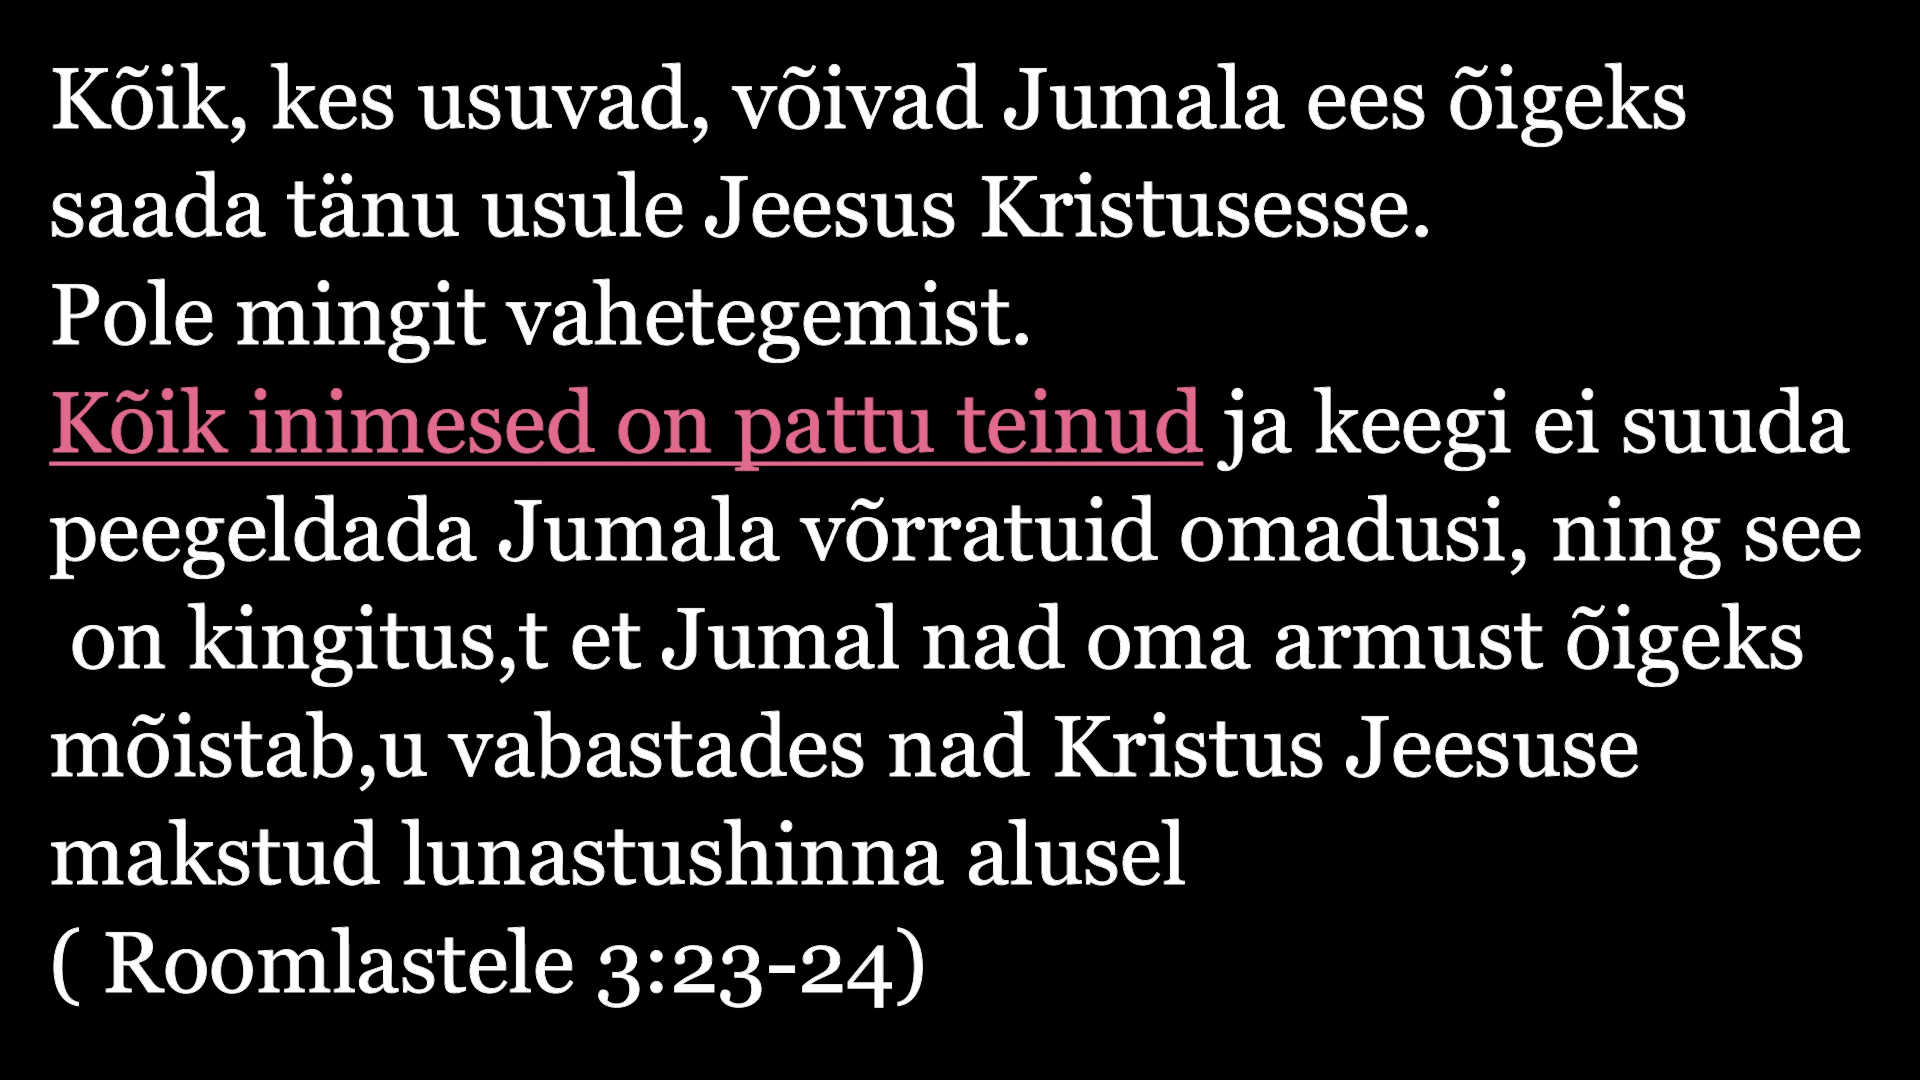 Kõik, kes usuvad, võivad Jumala ees õigeks
saada tänu usule Jeesus Kristusesse.
Pole mingit vahetegemist.
Kõik inimesed on pattu teinud ja keegi ei suuda
peegeldada Jumala võrratuid omadusi, ning see
on kingitus,t et Jumal nad oma armust õigeks
mõistab,u vabastades nad Kristus Jeesuse
makstud lunastushinna alusel
( Roomlastele 3:23-24)